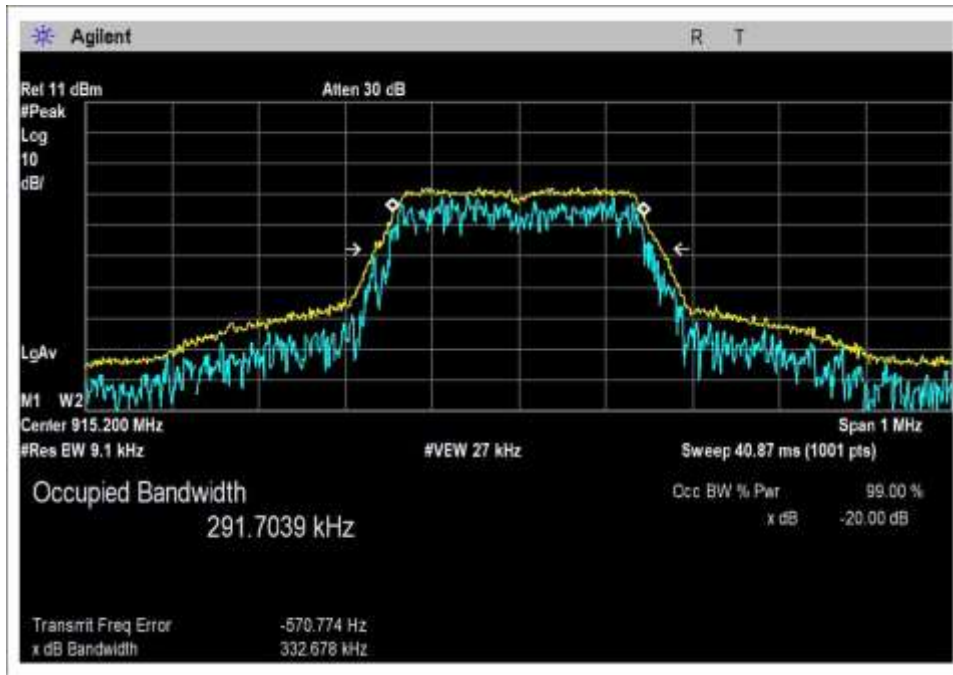 Agilent R T
Ref 11 dBm Atten 30 dB
#Peak
Log
10
dB/
LgAv
M1 W2
Center 915.200 MHz Span 1 MHz
#Res BW 9.1 kHz #VBW 27 kHz Sweep 40.87 ms (1001 pts)
Occupied Bandwidth Occ BW % Pwr 99.00 %
291.7039 kHz x dB -20.00 dB
Transmit Freq Error -570.774 Hz
x dB Bandwidth 332.678 kHz